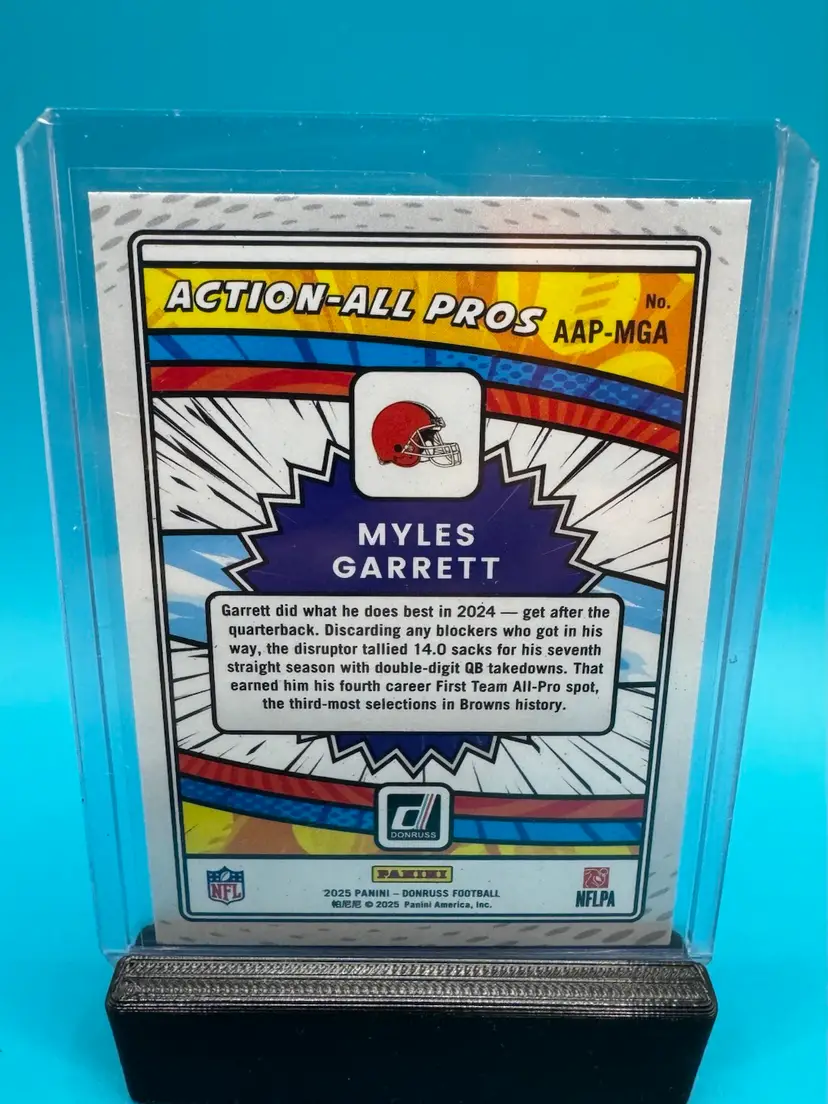 ACTION-ALL PROS
No.
AAP-MGA
MYLES
GARRETT
Garrett did what he does best in 2024 — get after the
quarterback. Discarding any blockers who got in his
way, the disruptor tallied 14.0 sacks for his seventh
straight season with double-digit QB takedowns. That
earned him his fourth career First Team All-Pro spot,
the third-most selections in Browns history.
d
DONRUSS
NFL
PANINI
2025 PANINI – DONRUSS FOOTBALL
帕尼尼 © 2025 Panini America, Inc.
NFLPA